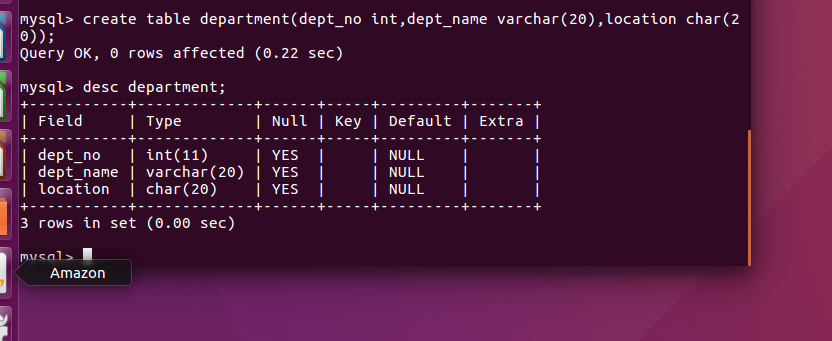 mysql> create table department(dept_no int,dept_name varchar(20),location char(2
0));
Query OK, 0 rows affected (0.22 sec)
mysql> desc department;
+-----------+-------------+------+-----+---------+-------+
| Field     | Type        | Null | Key | Default | Extra |
+-----------+-------------+------+-----+---------+-------+
| dept_no   | int(11)     | YES  |     | NULL    |       |
| dept_name | varchar(20) | YES  |     | NULL    |       |
| location  | char(20)    | YES  |     | NULL    |       |
+-----------+-------------+------+-----+---------+-------+
3 rows in set (0.00 sec)
mysql>
Amazon